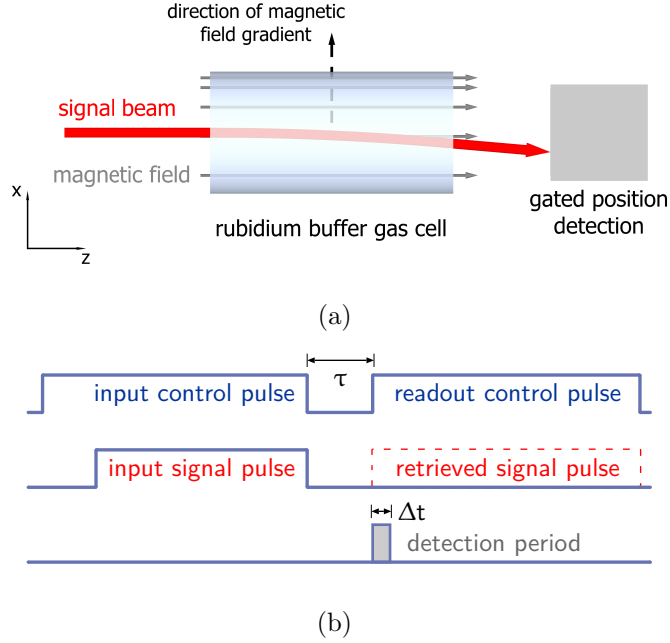 direction of magnetic
field gradient
signal beam
magnetic field
x
z
rubidium buffer gas cell
gated position
detection
(a)
τ
input control pulse
readout control pulse
input signal pulse
retrieved signal pulse
Δt
detection period
(b)